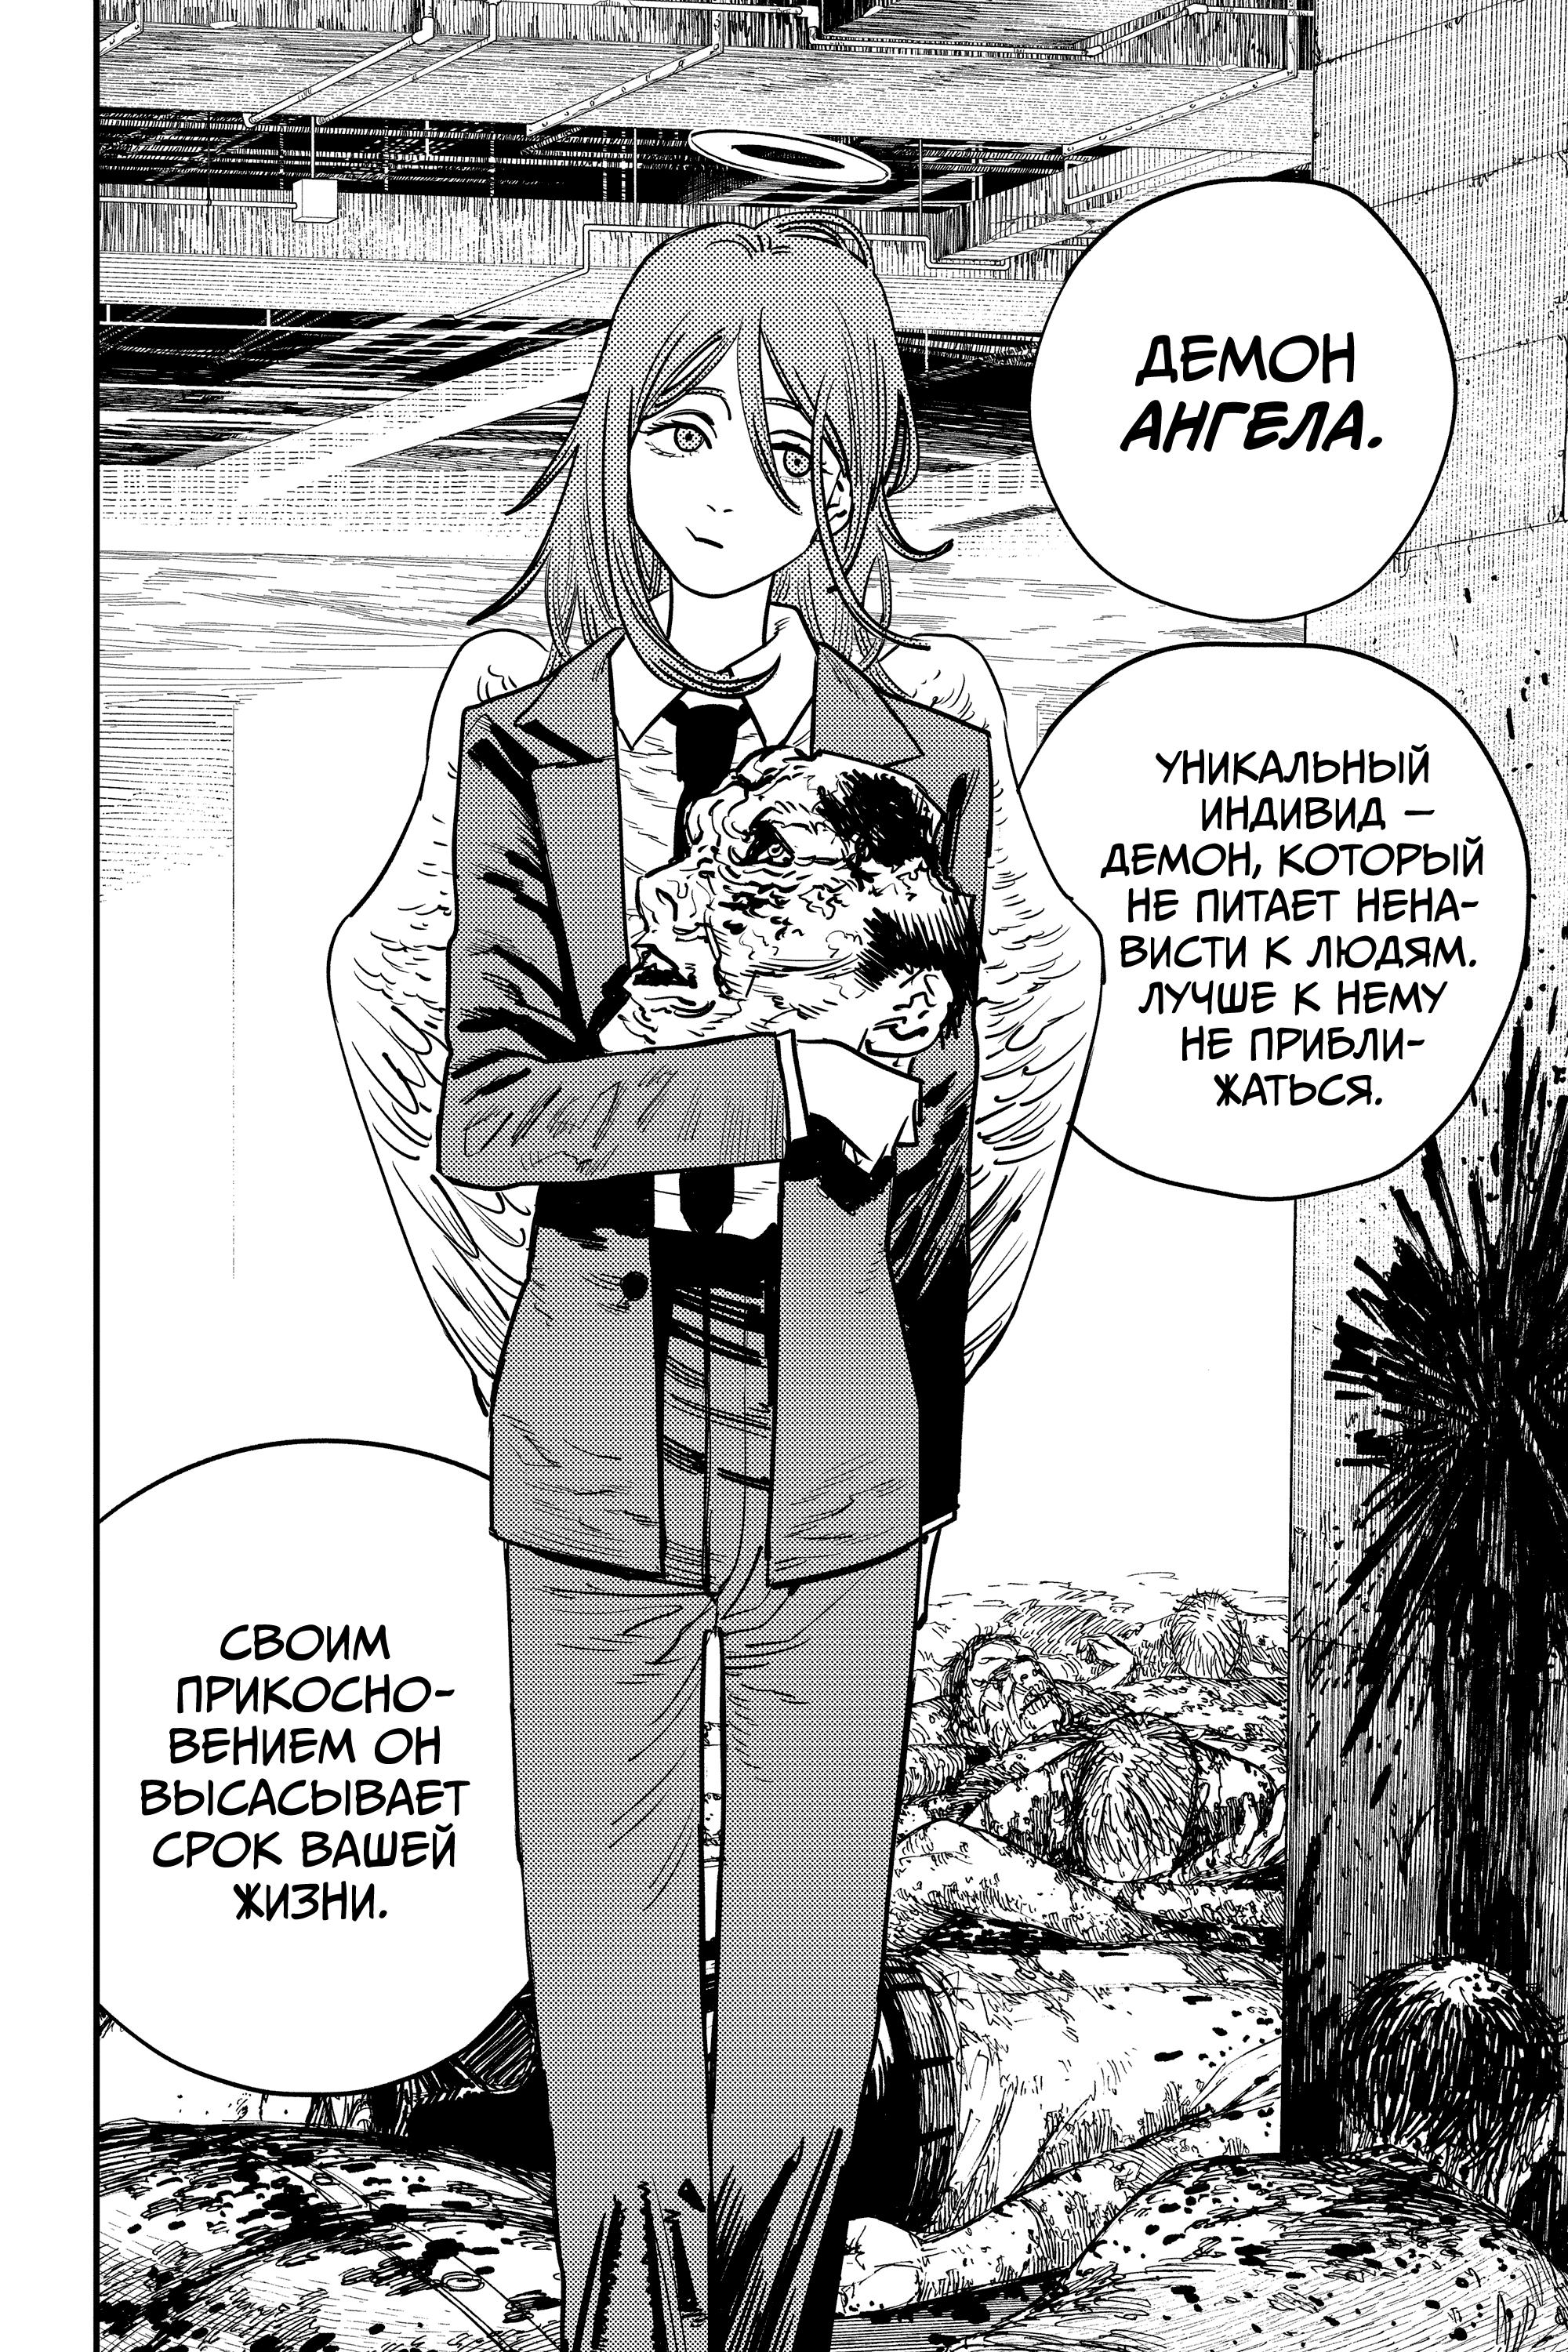 ДЕМОН
АНГЕЛА.
УНИКАЛЬНЫЙ
ИНДИВИД –
ДЕМОН, КОТОРЫЙ
НЕ ПИТАЕТ НЕНА-
ВИСТИ К ЛЮДЯМ.
ЛУЧШЕ К НЕМУ
НЕ ПРИБЛИ-
ЖАТЬСЯ.
СВОИМ
ПРИКОСНО-
ВЕНИЕМ ОН
ВЫСАСЫВАЕТ
СРОК ВАШЕЙ
ЖИЗНИ.